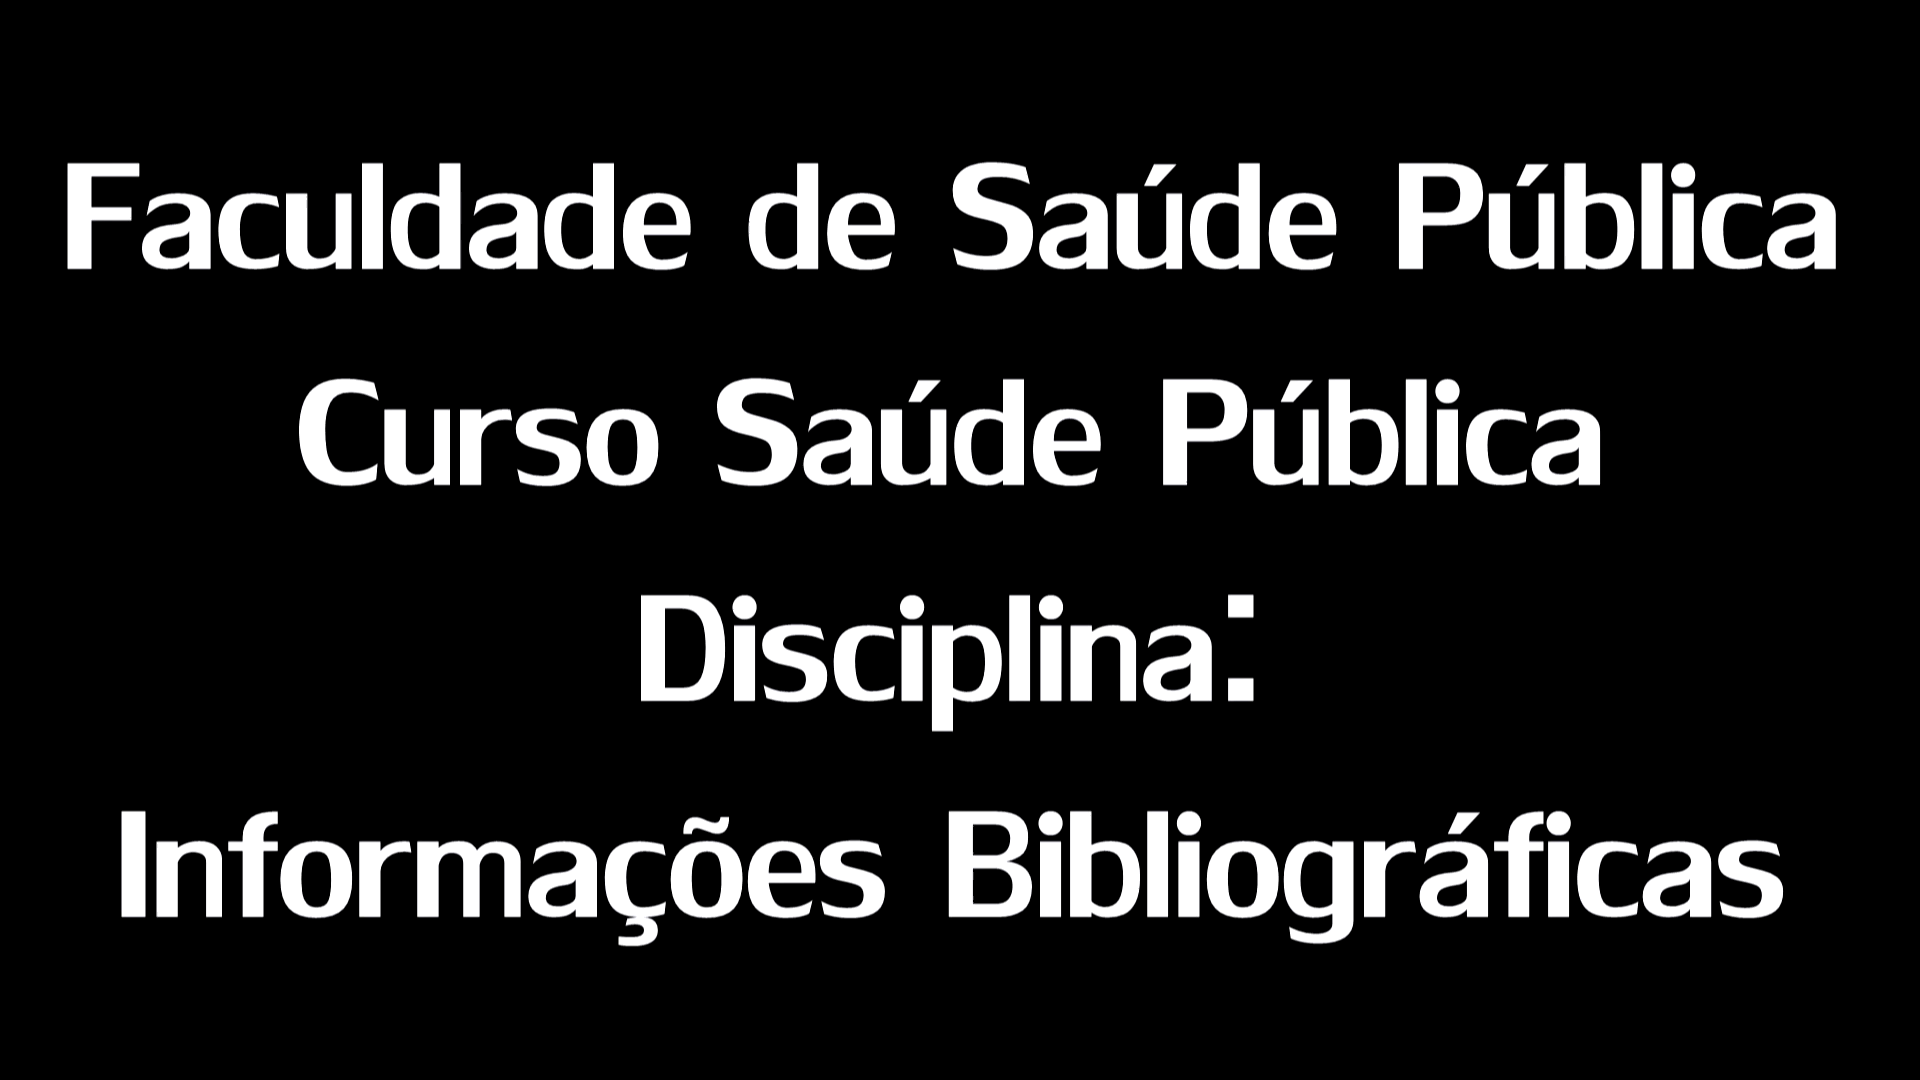 Faculdade de Saúde Pública
Curso Saúde Pública
Disciplina:
Informações Bibliográficas